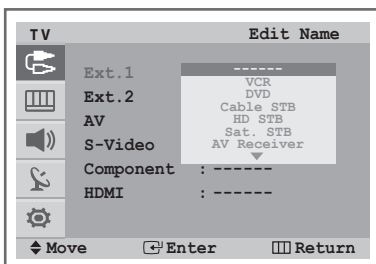 TV Edit Name
Ext.1 ------
VCR
Ext.2 DVD
Cable STB
AV HD STB
Sat. STB
S-Video AV Receiver
Component : ------
HDMI : ------
Move Enter Return